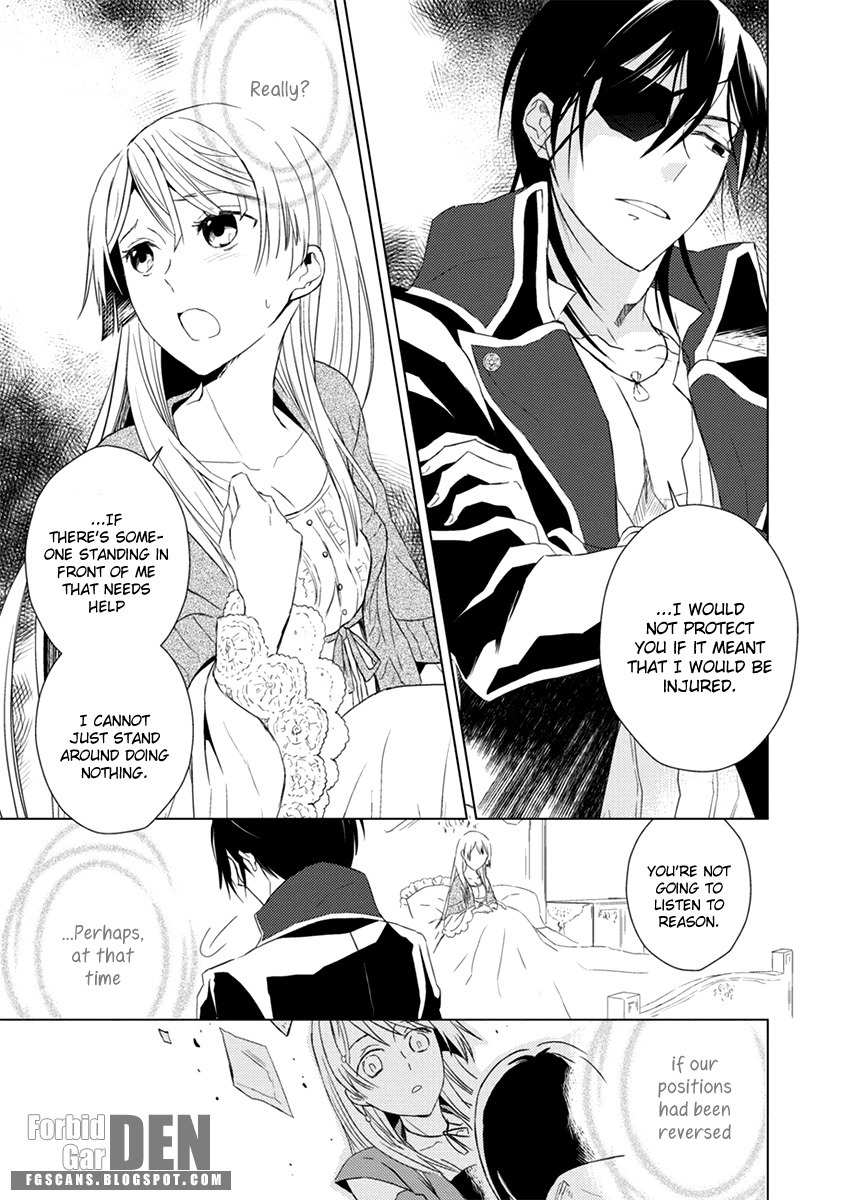 ...I WOULD
NOT PROTECT
YOU IF IT MEANT
THAT I WOULD BE
INJURED.
Really?
...IF
THERE'S SOME-
ONE STANDING IN
FRONT OF ME
THAT NEEDS
HELP
I CANNOT
JUST STAND
AROUND DOING
NOTHING.
YOU'RE NOT
GOING TO
LISTEN TO
REASON.
...Perhaps,
at that
time
if our
positions
had been
reversed
Forbid
Gar DEN
FGSCANS.BLOGSPOT.COM